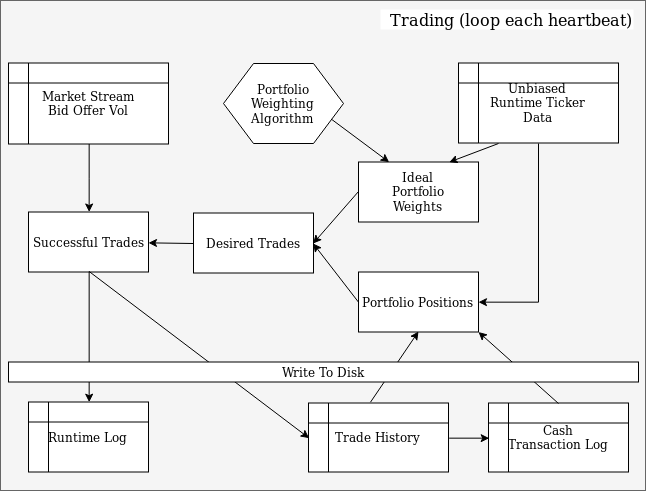 Trading (loop each heartbeat)
Market Stream
Bid Offer Vol
Portfolio
Weighting
Algorithm
Unbiased
Runtime Ticker
Data
Ideal
Portfolio
Weights
Successful Trades
Desired Trades
Portfolio Positions
Write To Disk
Runtime Log
Trade History
Cash
Transaction Log